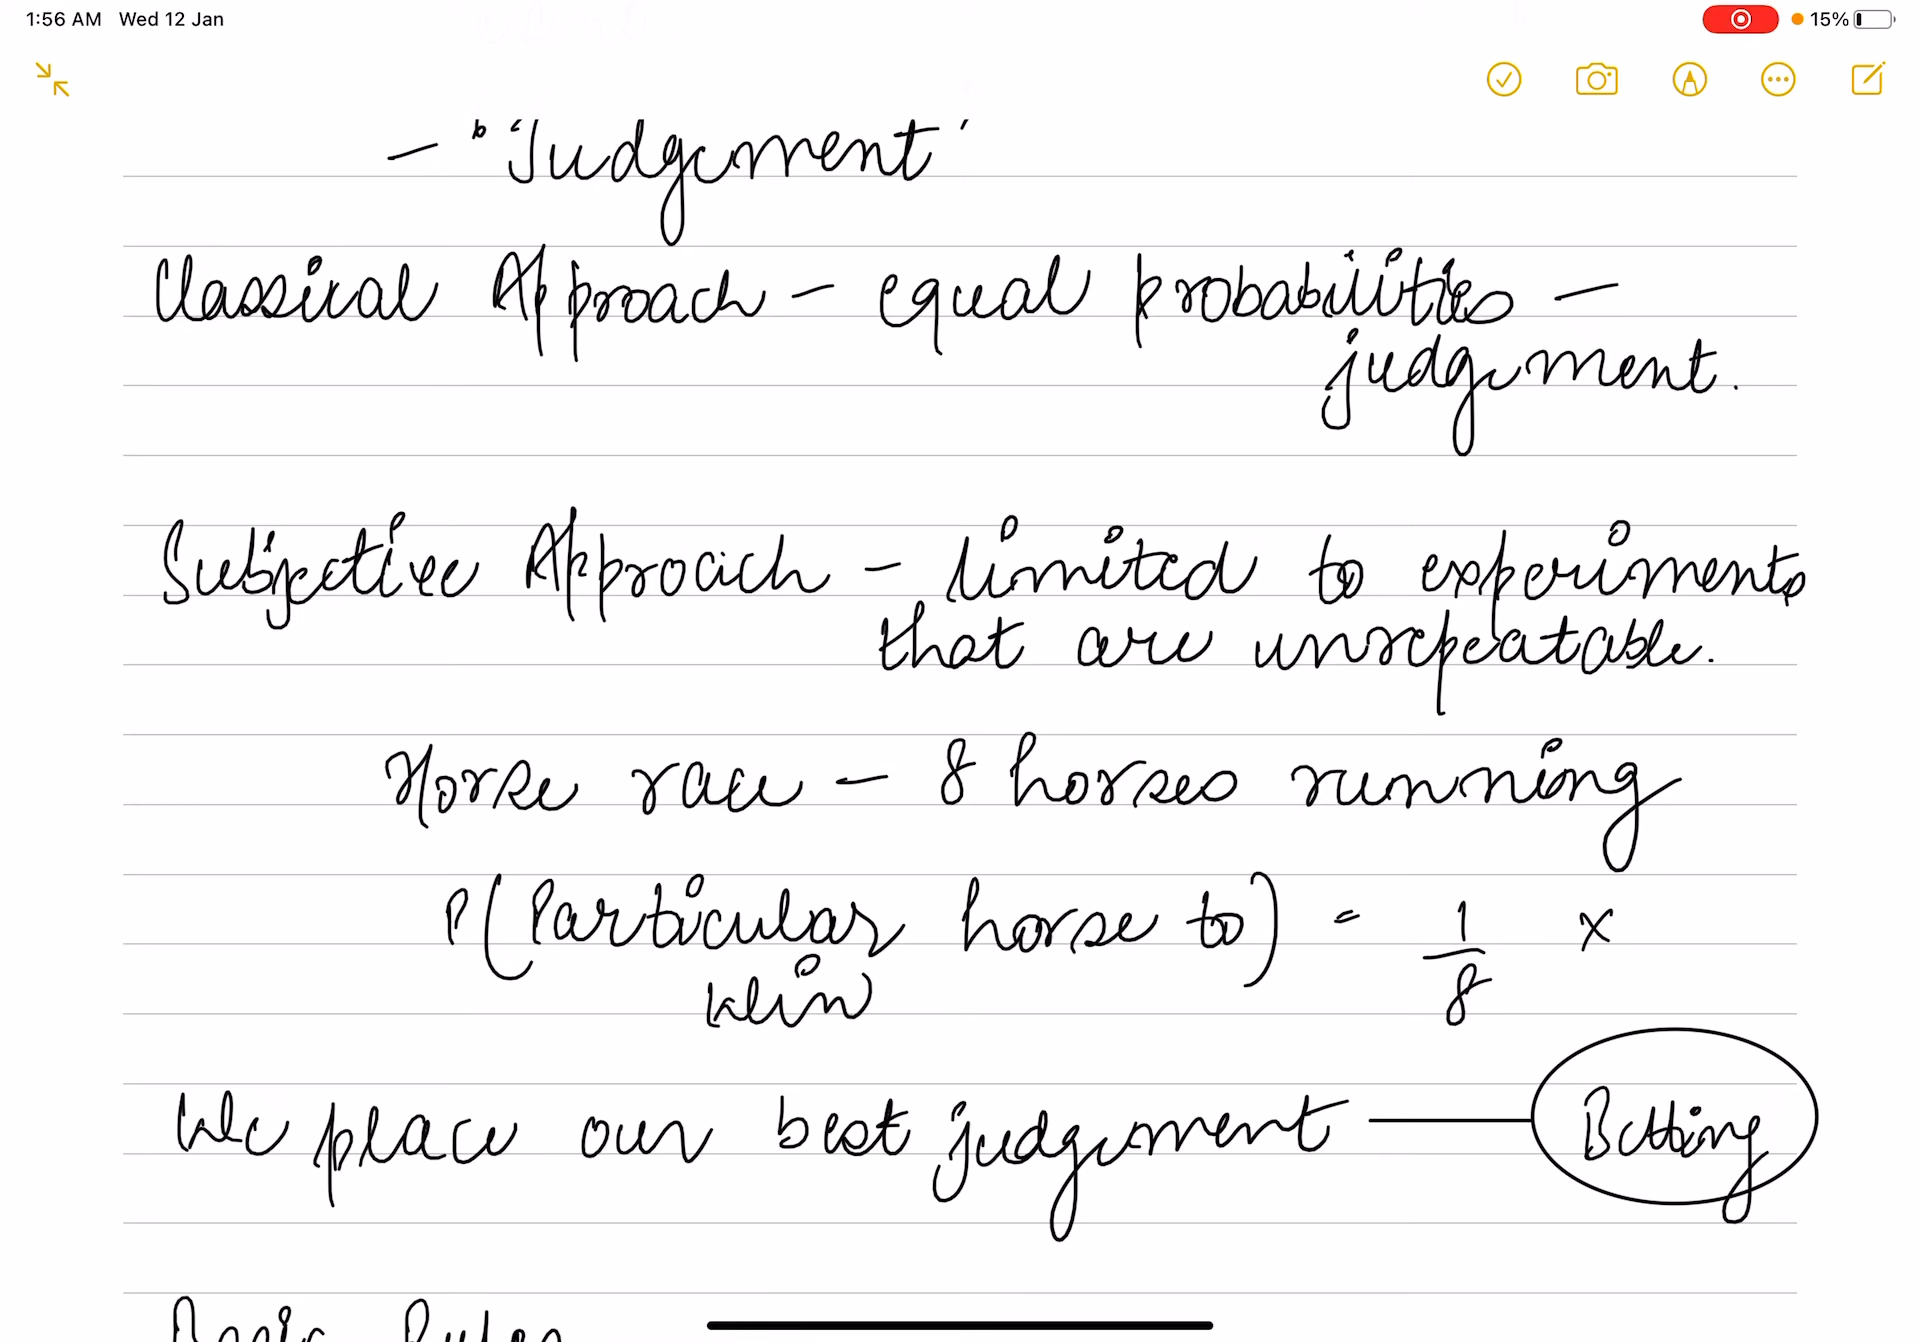 1:56 AM Wed 12 Jan 15%
- "Judgement"
Classical Approach - equal probabilities -
judgement.
Subjective Approach - limited to experiments
that are unrepeatable.
Horse race - 8 horses running
P(Particular horse to) = 1/8 x
win
We place our best judgement — Betting
Basic Rules